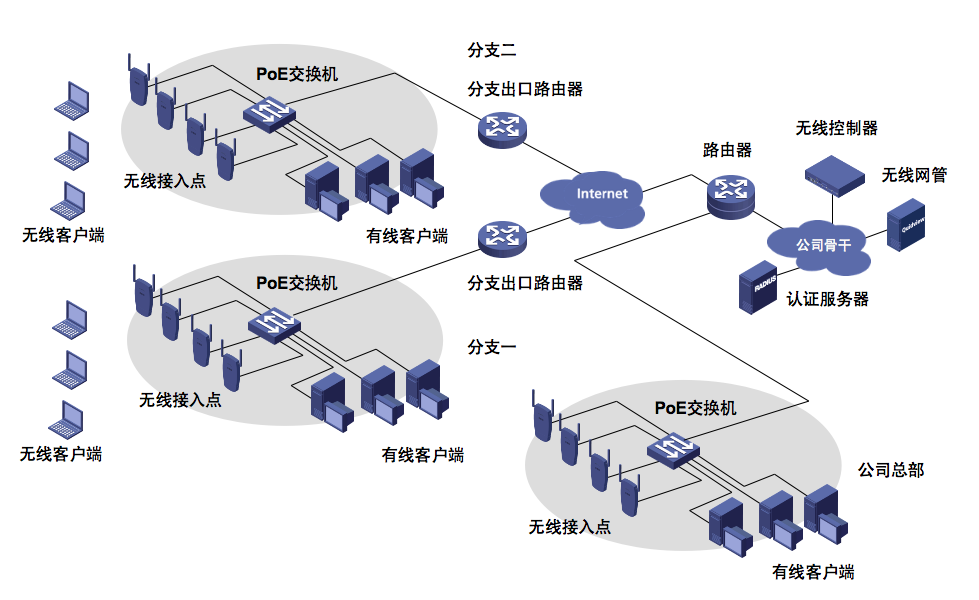 分支二
PoE交换机
分支出口路由器
无线控制器
路由器
无线网管
无线接入点
Internet
Quidview
无线客户端
有线客户端
公司骨干
PoE交换机
分支出口路由器
RADIUS
认证服务器
分支一
无线接入点
PoE交换机
无线客户端
有线客户端
公司总部
无线接入点
有线客户端